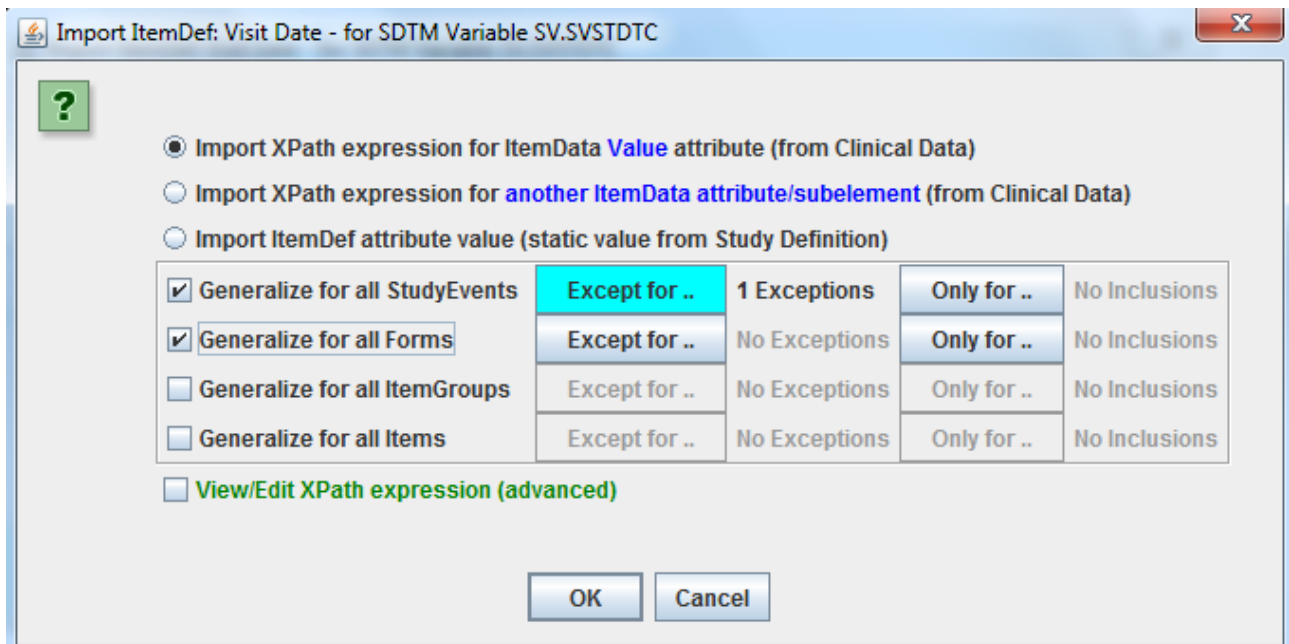 Import ItemDef: Visit Date - for SDTM Variable SV.SVSTDTC
?
Import XPath expression for ItemData Value attribute (from Clinical Data)
Import XPath expression for another ItemData attribute/subelement (from Clinical Data)
Import ItemDef attribute value (static value from Study Definition)
Generalize for all StudyEvents Except for .. 1 Exceptions Only for .. No Inclusions
Generalize for all Forms Except for .. No Exceptions Only for .. No Inclusions
Generalize for all ItemGroups Except for .. No Exceptions Only for .. No Inclusions
Generalize for all Items Except for .. No Exceptions Only for .. No Inclusions
View/Edit XPath expression (advanced)
OK Cancel